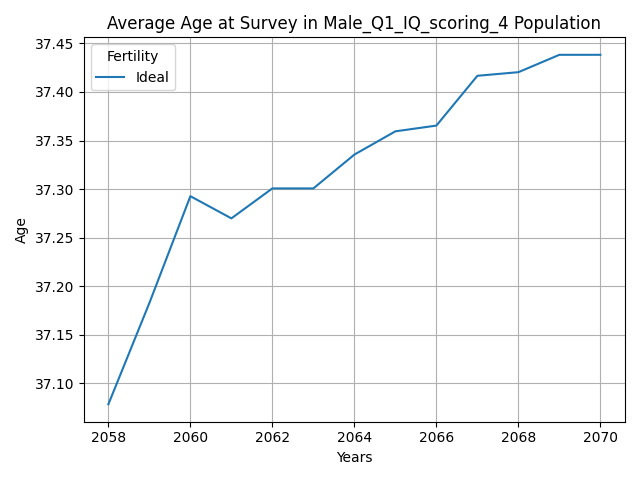 Average Age at Survey in Male_Q1_IQ_scoring_4 Population
Fertility
Ideal
Age
37.45
37.40
37.35
37.30
37.25
37.20
37.15
37.10
2058 2060 2062 2064 2066 2068 2070
Years